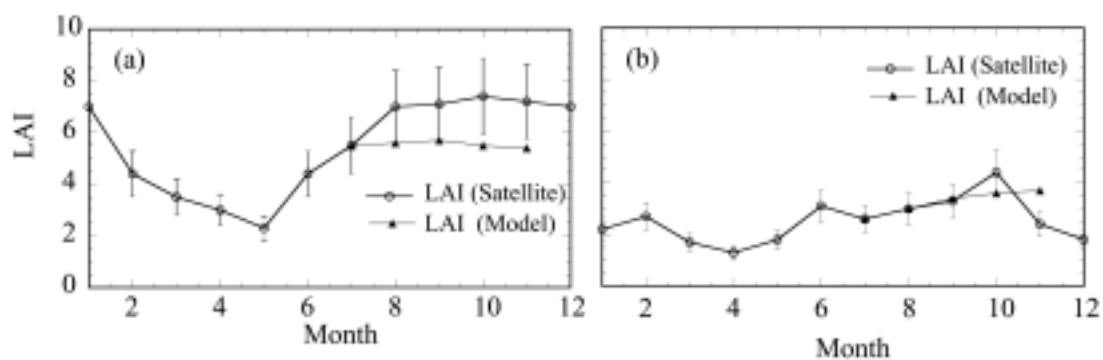 10
8
6
4
2
0
LAI
(a)
LAI (Satellite)
LAI (Model)
2 4 6 8 10 12
Month
(b)
LAI (Satellite)
LAI (Model)
2 4 6 8 10 12
Month